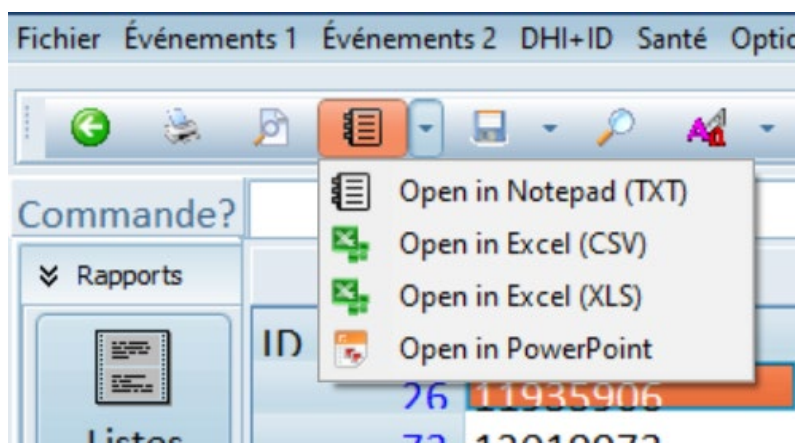 Fichier Événements 1 Événements 2 DHI+ID Santé
Open in Notepad (TXT)
Commande?
Open in Excel (CSV)
Rapports
Open in Excel (XLS)
ID
Open in PowerPoint
26 11935906